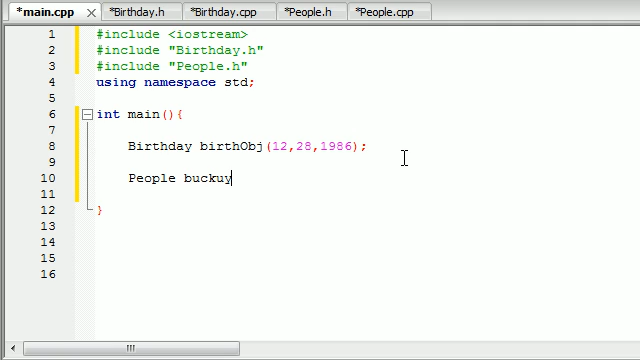 *main.cpp *Birthday.h *Birthday.cpp *People.h *People.cpp
1 #include <iostream>
2 #include "Birthday.h"
3 #include "People.h"
4 using namespace std;
5
6 int main(){
7
8 Birthday birthObj(12,28,1986);
9
10 People buckuy
11
12 }
13
14
15
16